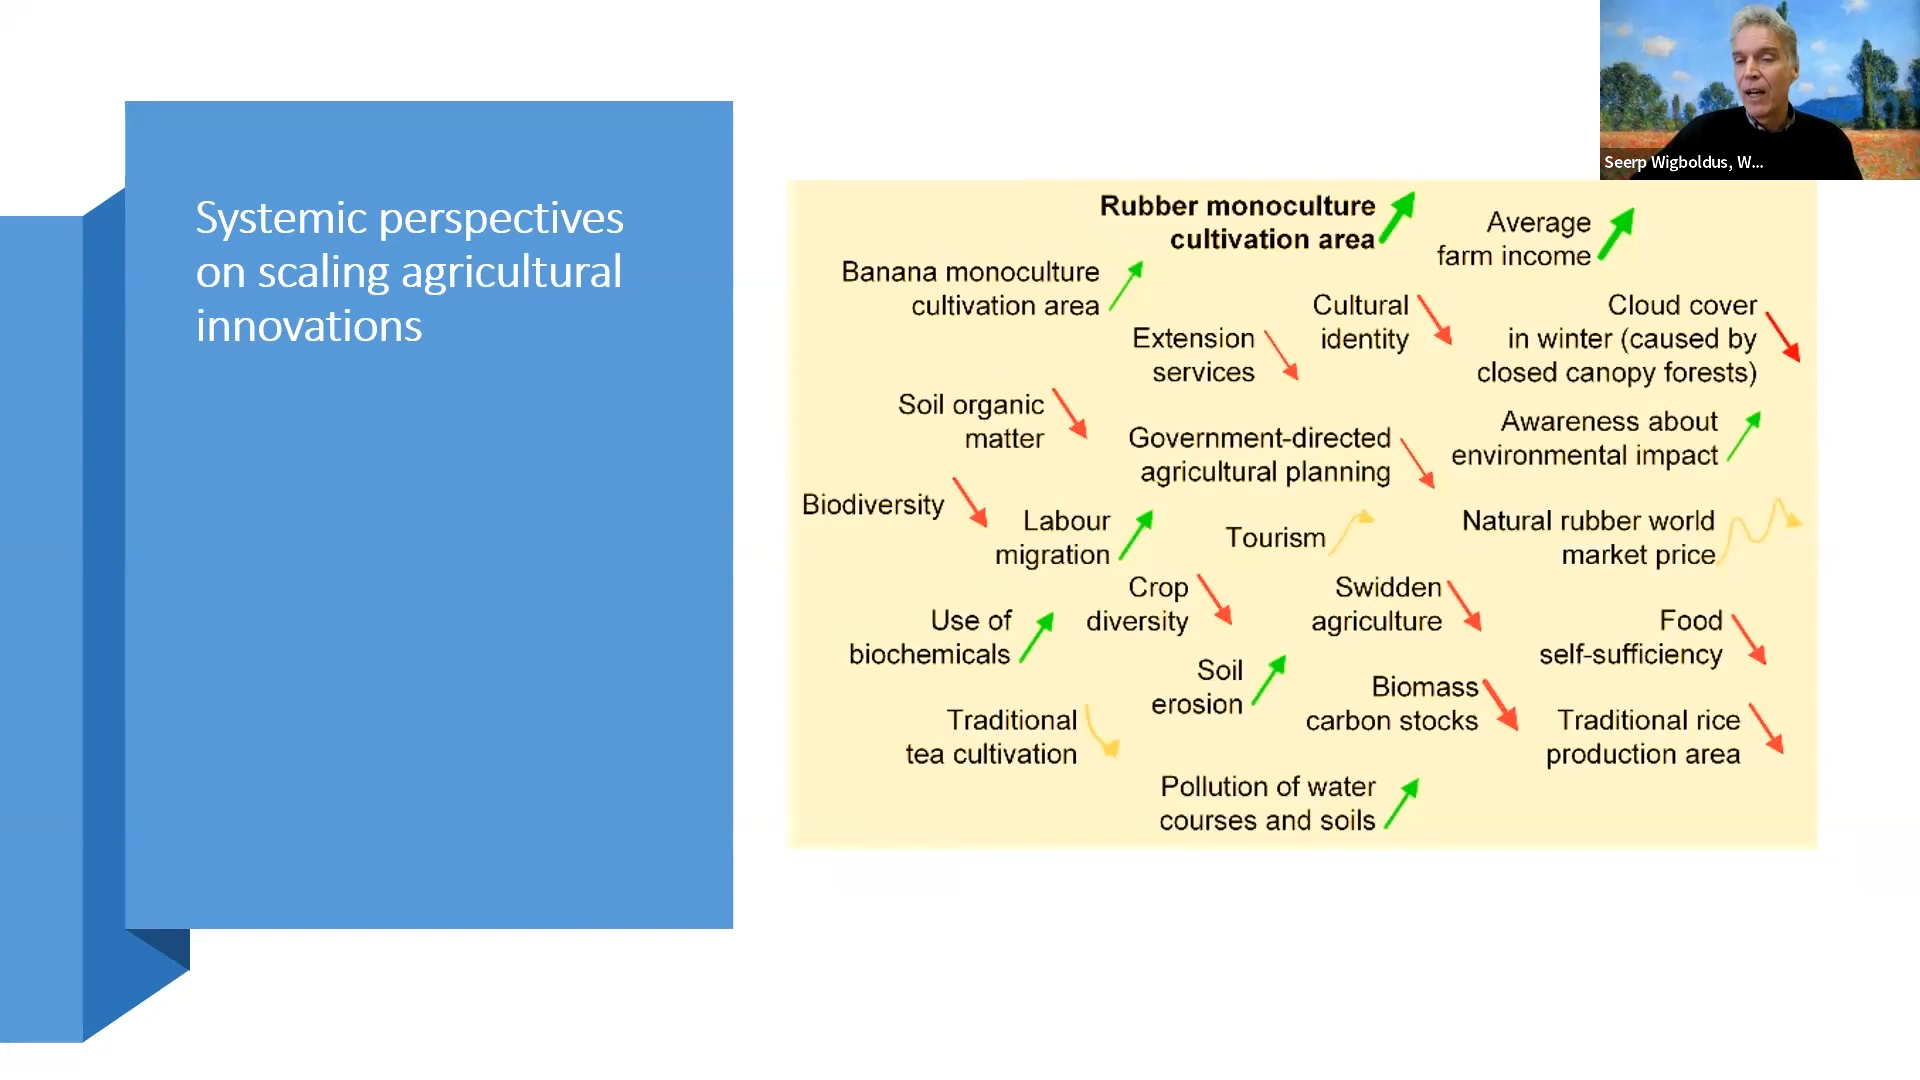 Systemic perspectives
on scaling agricultural
innovations
Seerp Wigboldus, W...
Rubber monoculture
cultivation area
Average
farm income
Banana monoculture
cultivation area
Cultural
identity
Cloud cover
in winter (caused by
closed canopy forests)
Extension
services
Soil organic
matter
Government-directed
agricultural planning
Awareness about
environmental impact
Biodiversity
Labour
migration
Tourism
Natural rubber world
market price
Crop
diversity
Swidden
agriculture
Use of
biochemicals
Food
self-sufficiency
Soil
erosion
Biomass
carbon stocks
Traditional
tea cultivation
Traditional rice
production area
Pollution of water
courses and soils